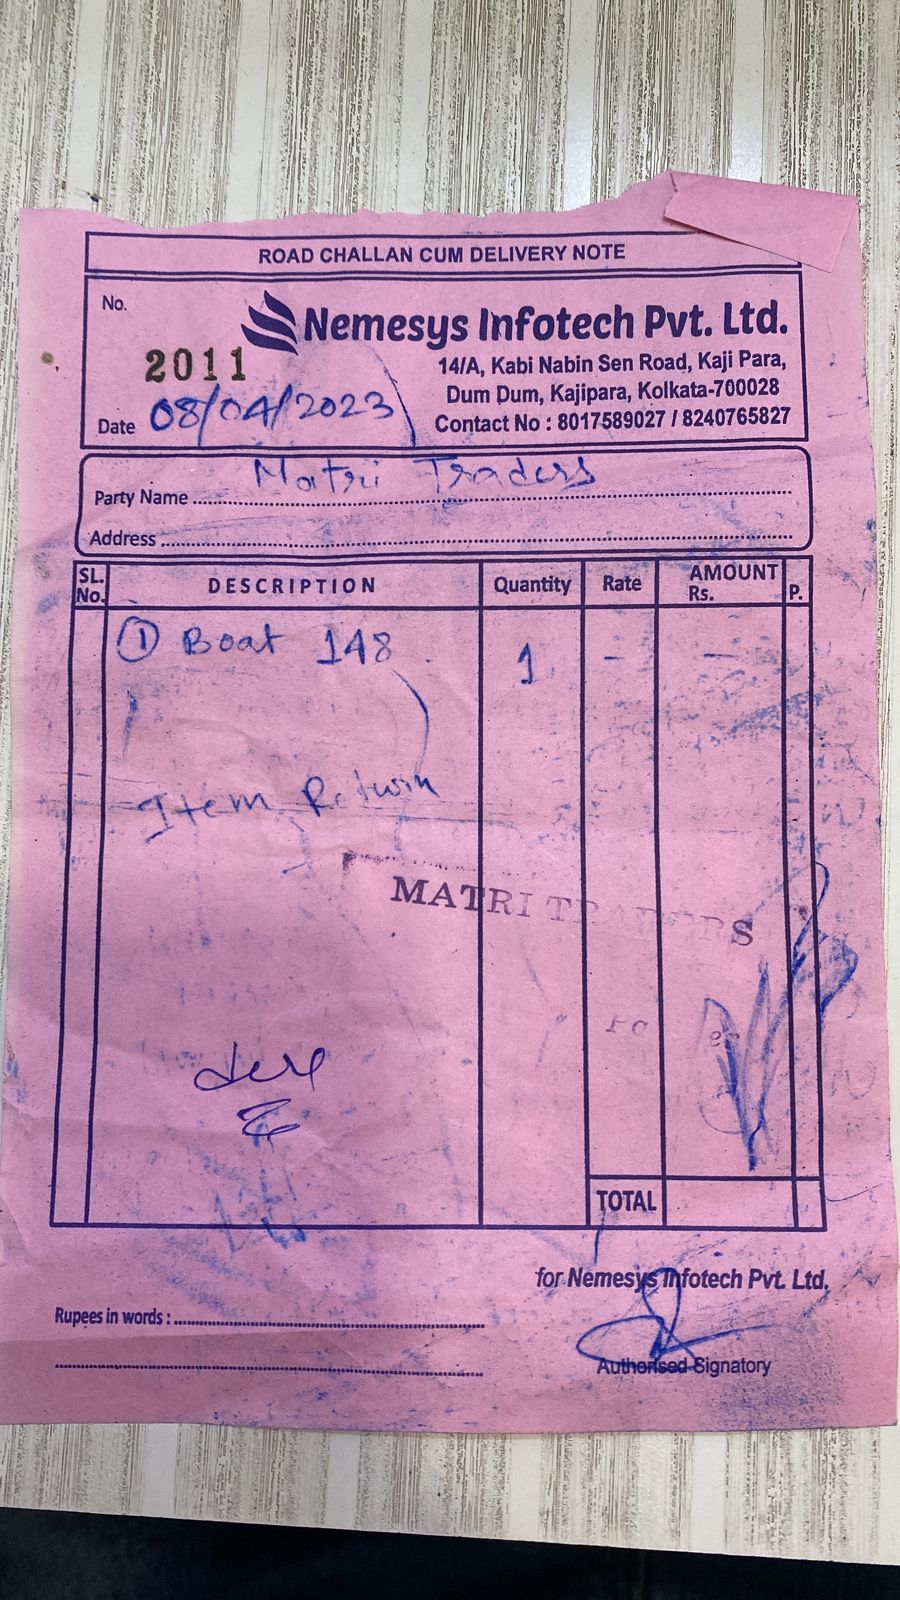 ROAD CHALLAN CUM DELIVERY NOTE
No.
2011
Nemesys Infotech Pvt. Ltd.
14/A, Kabi Nabin Sen Road, Kaji Para,
Dum Dum, Kajipara, Kolkata-700028
Contact No : 8017589027 / 8240765827
Date 08/04/2023
Party Name Matri Traders
Address
SL. No. DESCRIPTION Quantity Rate AMOUNT Rs. P.
① Boat 148 1 - —
Item Return
MATRI TRADERS
TOTAL
for Nemesys Infotech Pvt. Ltd.
Rupees in words :
Authorised Signatory